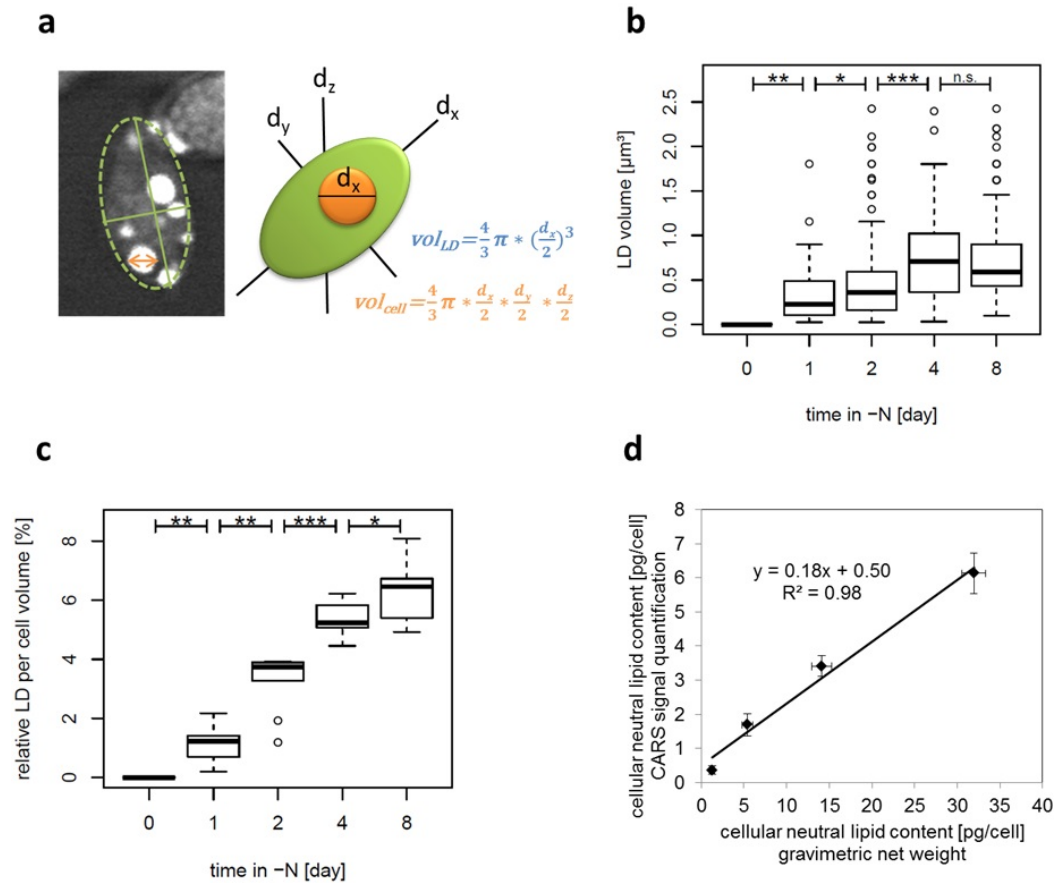 a
d_z
d_y
d_x
d_x
vol_LD=4/3 π * (d_x/2)^3
vol_cell=4/3 π * d_x/2 * d_y/2 * d_z/2
b
LD volume [μm³]
0.0 0.5 1.0 1.5 2.0 2.5
** * *** n.s.
0 1 2 4 8
time in −N [day]
c
relative LD per cell volume [%]
0 2 4 6 8
** ** *** *
0 1 2 4 8
time in −N [day]
d
cellular neutral lipid content [pg/cell]
CARS signal quantification
8
7
6
5
4
3
2
1
0
y = 0.18x + 0.50
R² = 0.98
0 5 10 15 20 25 30 35 40
cellular neutral lipid content [pg/cell]
gravimetric net weight